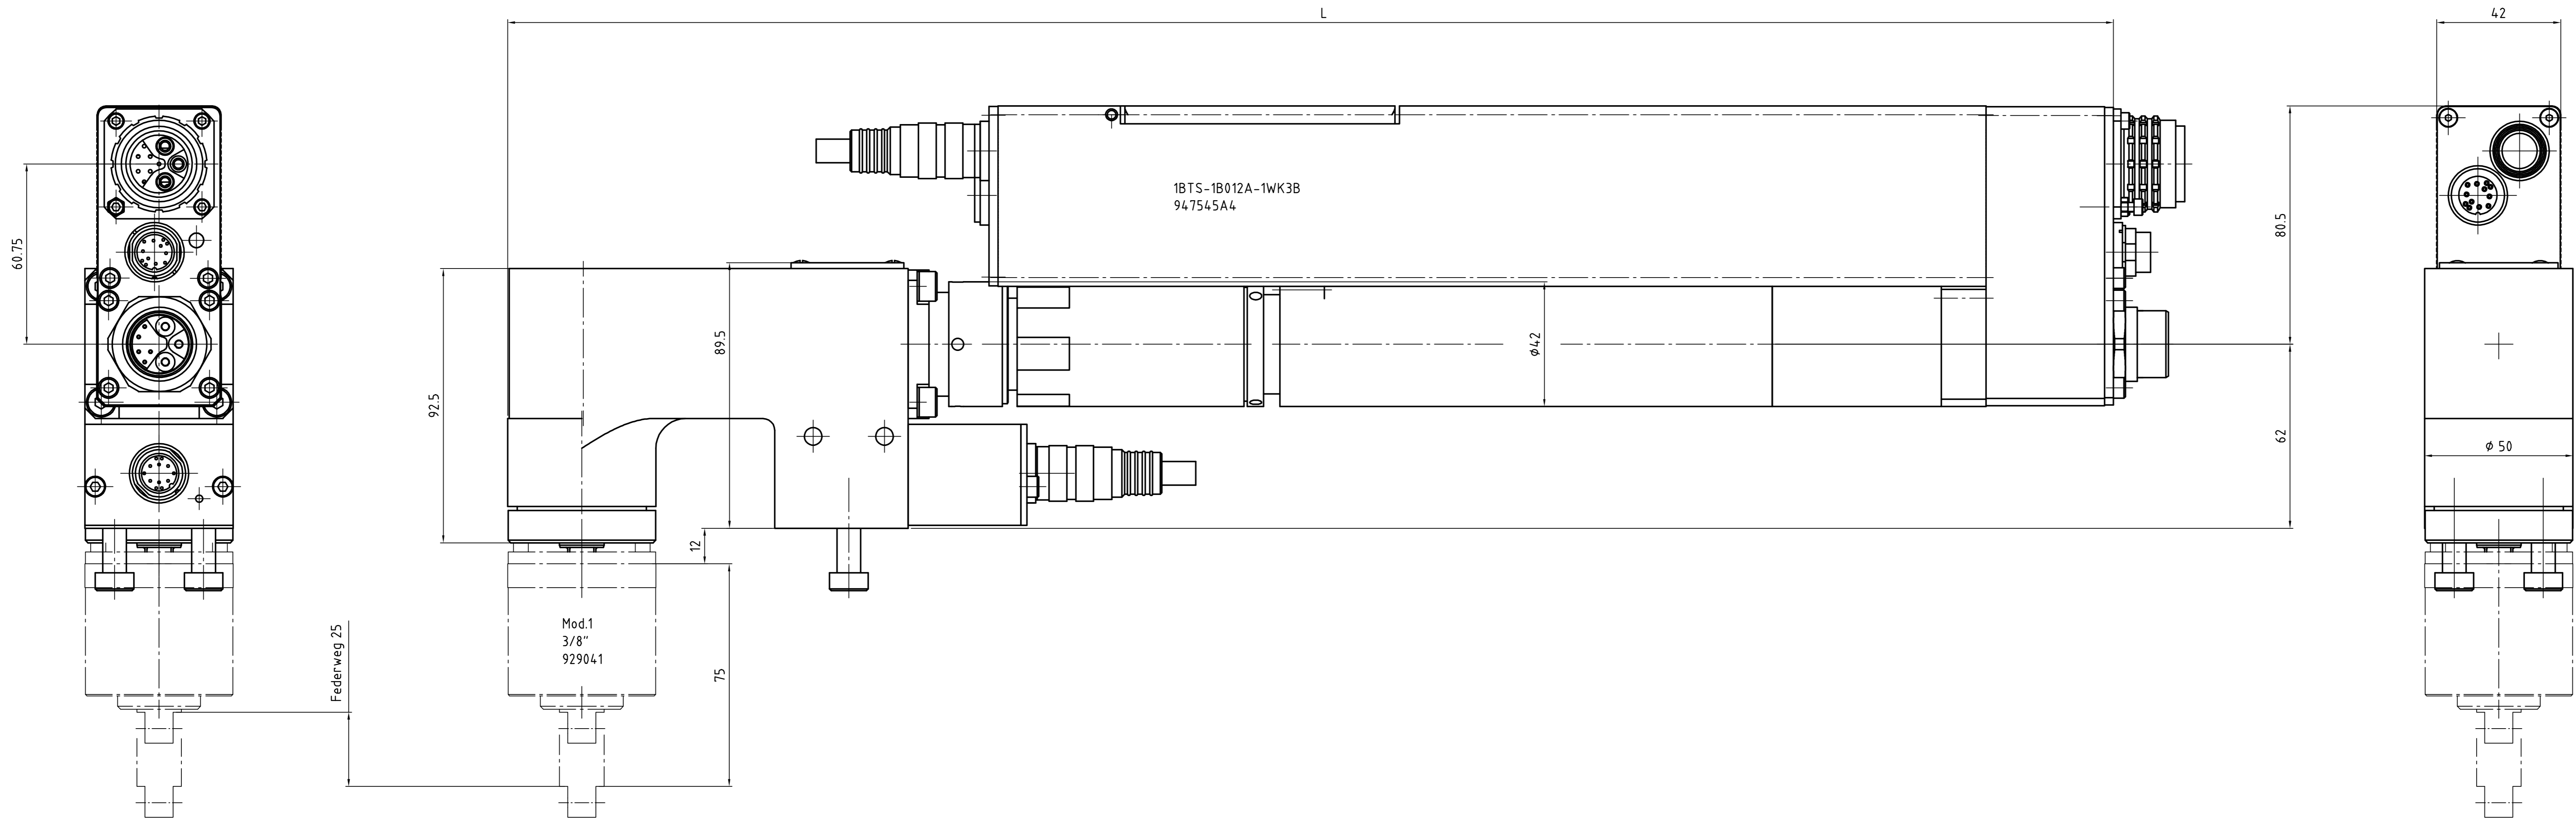 L
42
1BTS-1B012A-1WK3B
947545A4
60.75
80.5
89.5
ϕ42
92.5
62
ϕ 50
12
Mod.1
3/8"
929041
Federweg 25
75